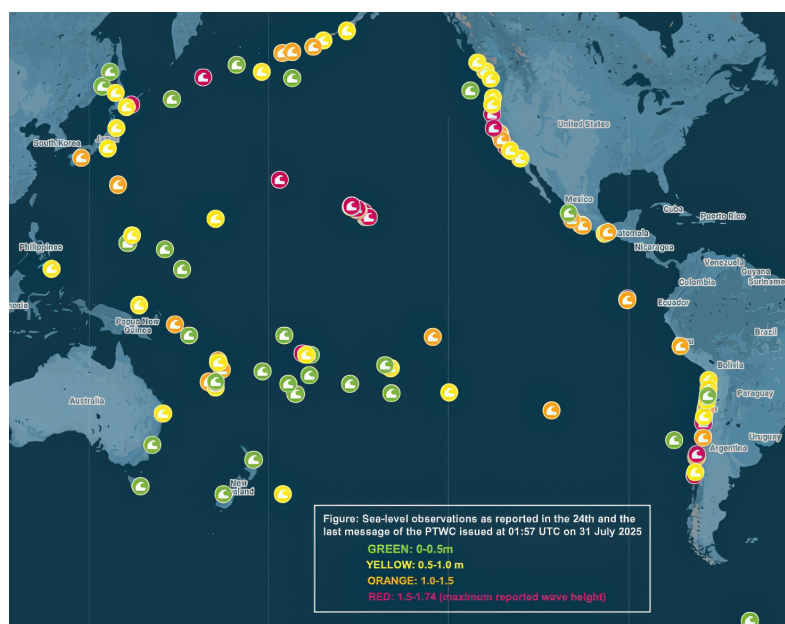 United States
South Korea
Mexico
Cuba
Puerto Rico
Nicaragua
Philippines
Venezuela
Guyana
Suriname
Colombia
Ecuador
Papua New
Guinea
Brazil
Bolivia
Australia
Paraguay
Uruguay
Argentina
New
Figure: Sea-level observations as reported in the 24th and the
last message of the PTWC issued at 01:57 UTC on 31 July 2025
GREEN: 0-0.5m
YELLOW: 0.5-1.0 m
ORANGE: 1.0-1.5
RED: 1.5-1.74 (maximum reported wave height)